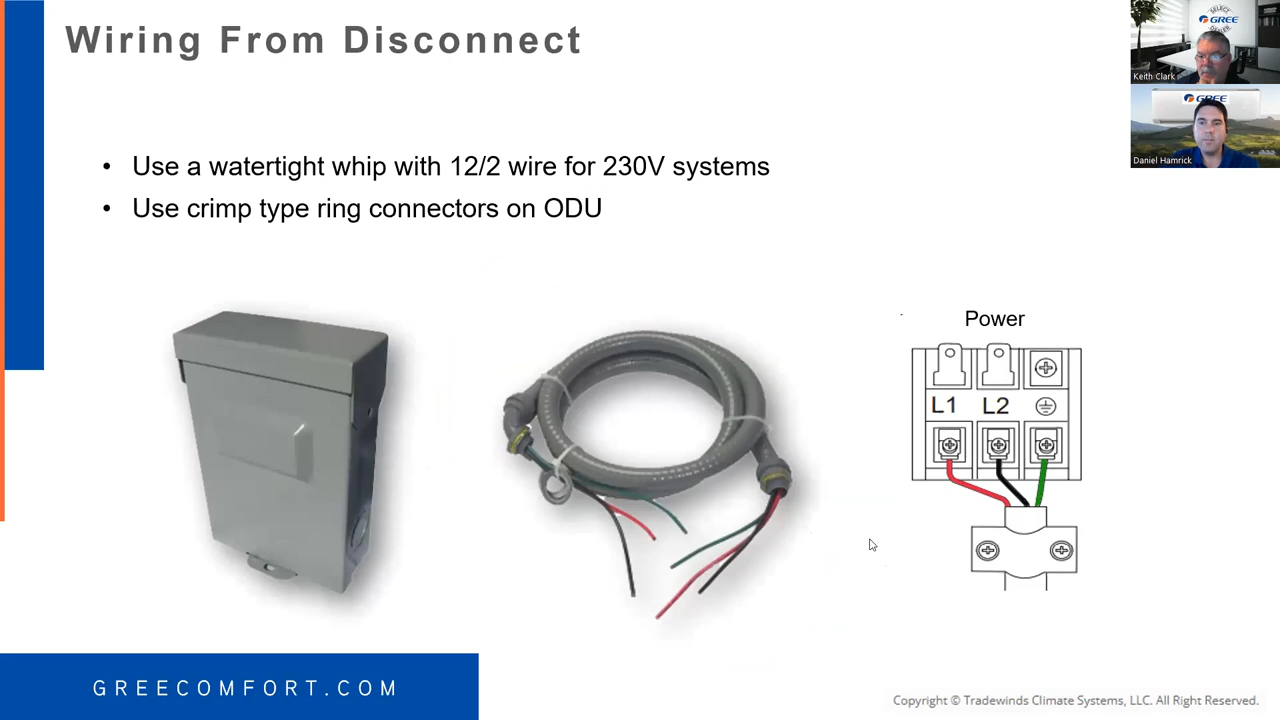 Wiring From Disconnect
SELECT
GREE
DEALER
Keith Clark
GREE
Daniel Hamrick
• Use a watertight whip with 12/2 wire for 230V systems
• Use crimp type ring connectors on ODU
Power
L1 L2
GREECOMFORT.COM
Copyright © Tradewinds Climate Systems, LLC. All Right Reserved.